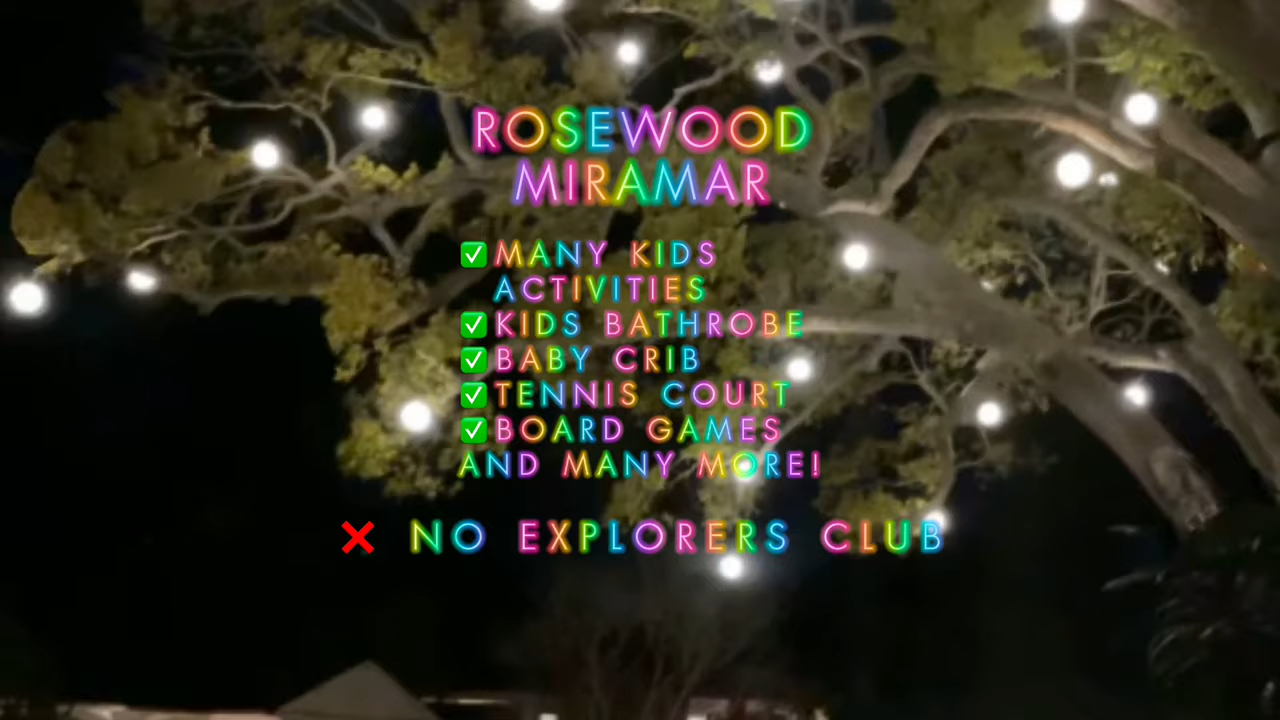 ROSEWOOD
MIRAMAR
✅MANY KIDS
ACTIVITIES
✅KIDS BATHROBE
✅BABY CRIB
✅TENNIS COURT
✅BOARD GAMES
AND MANY MORE!
❌ NO EXPLORERS CLUB